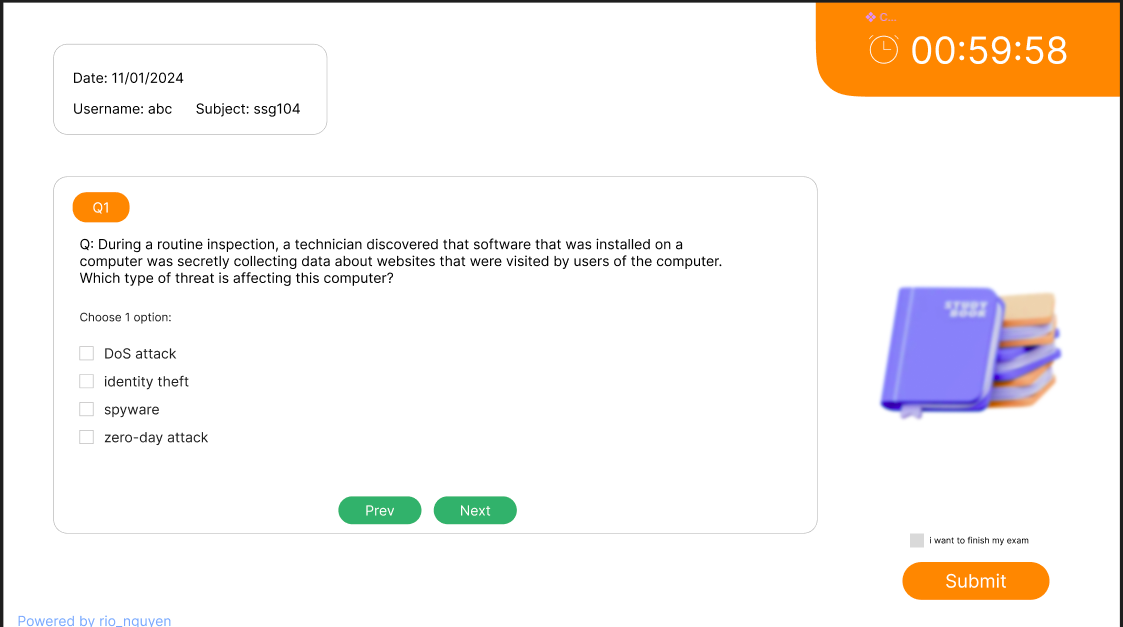 C...
00:59:58
Date: 11/01/2024
Username: abc Subject: ssg104
Q1
Q: During a routine inspection, a technician discovered that software that was installed on a
computer was secretly collecting data about websites that were visited by users of the computer.
Which type of threat is affecting this computer?
Choose 1 option:
DoS attack
identity theft
spyware
zero-day attack
Prev Next
STUDY
BOOK
i want to finish my exam
Submit
Powered by rio_nguyen